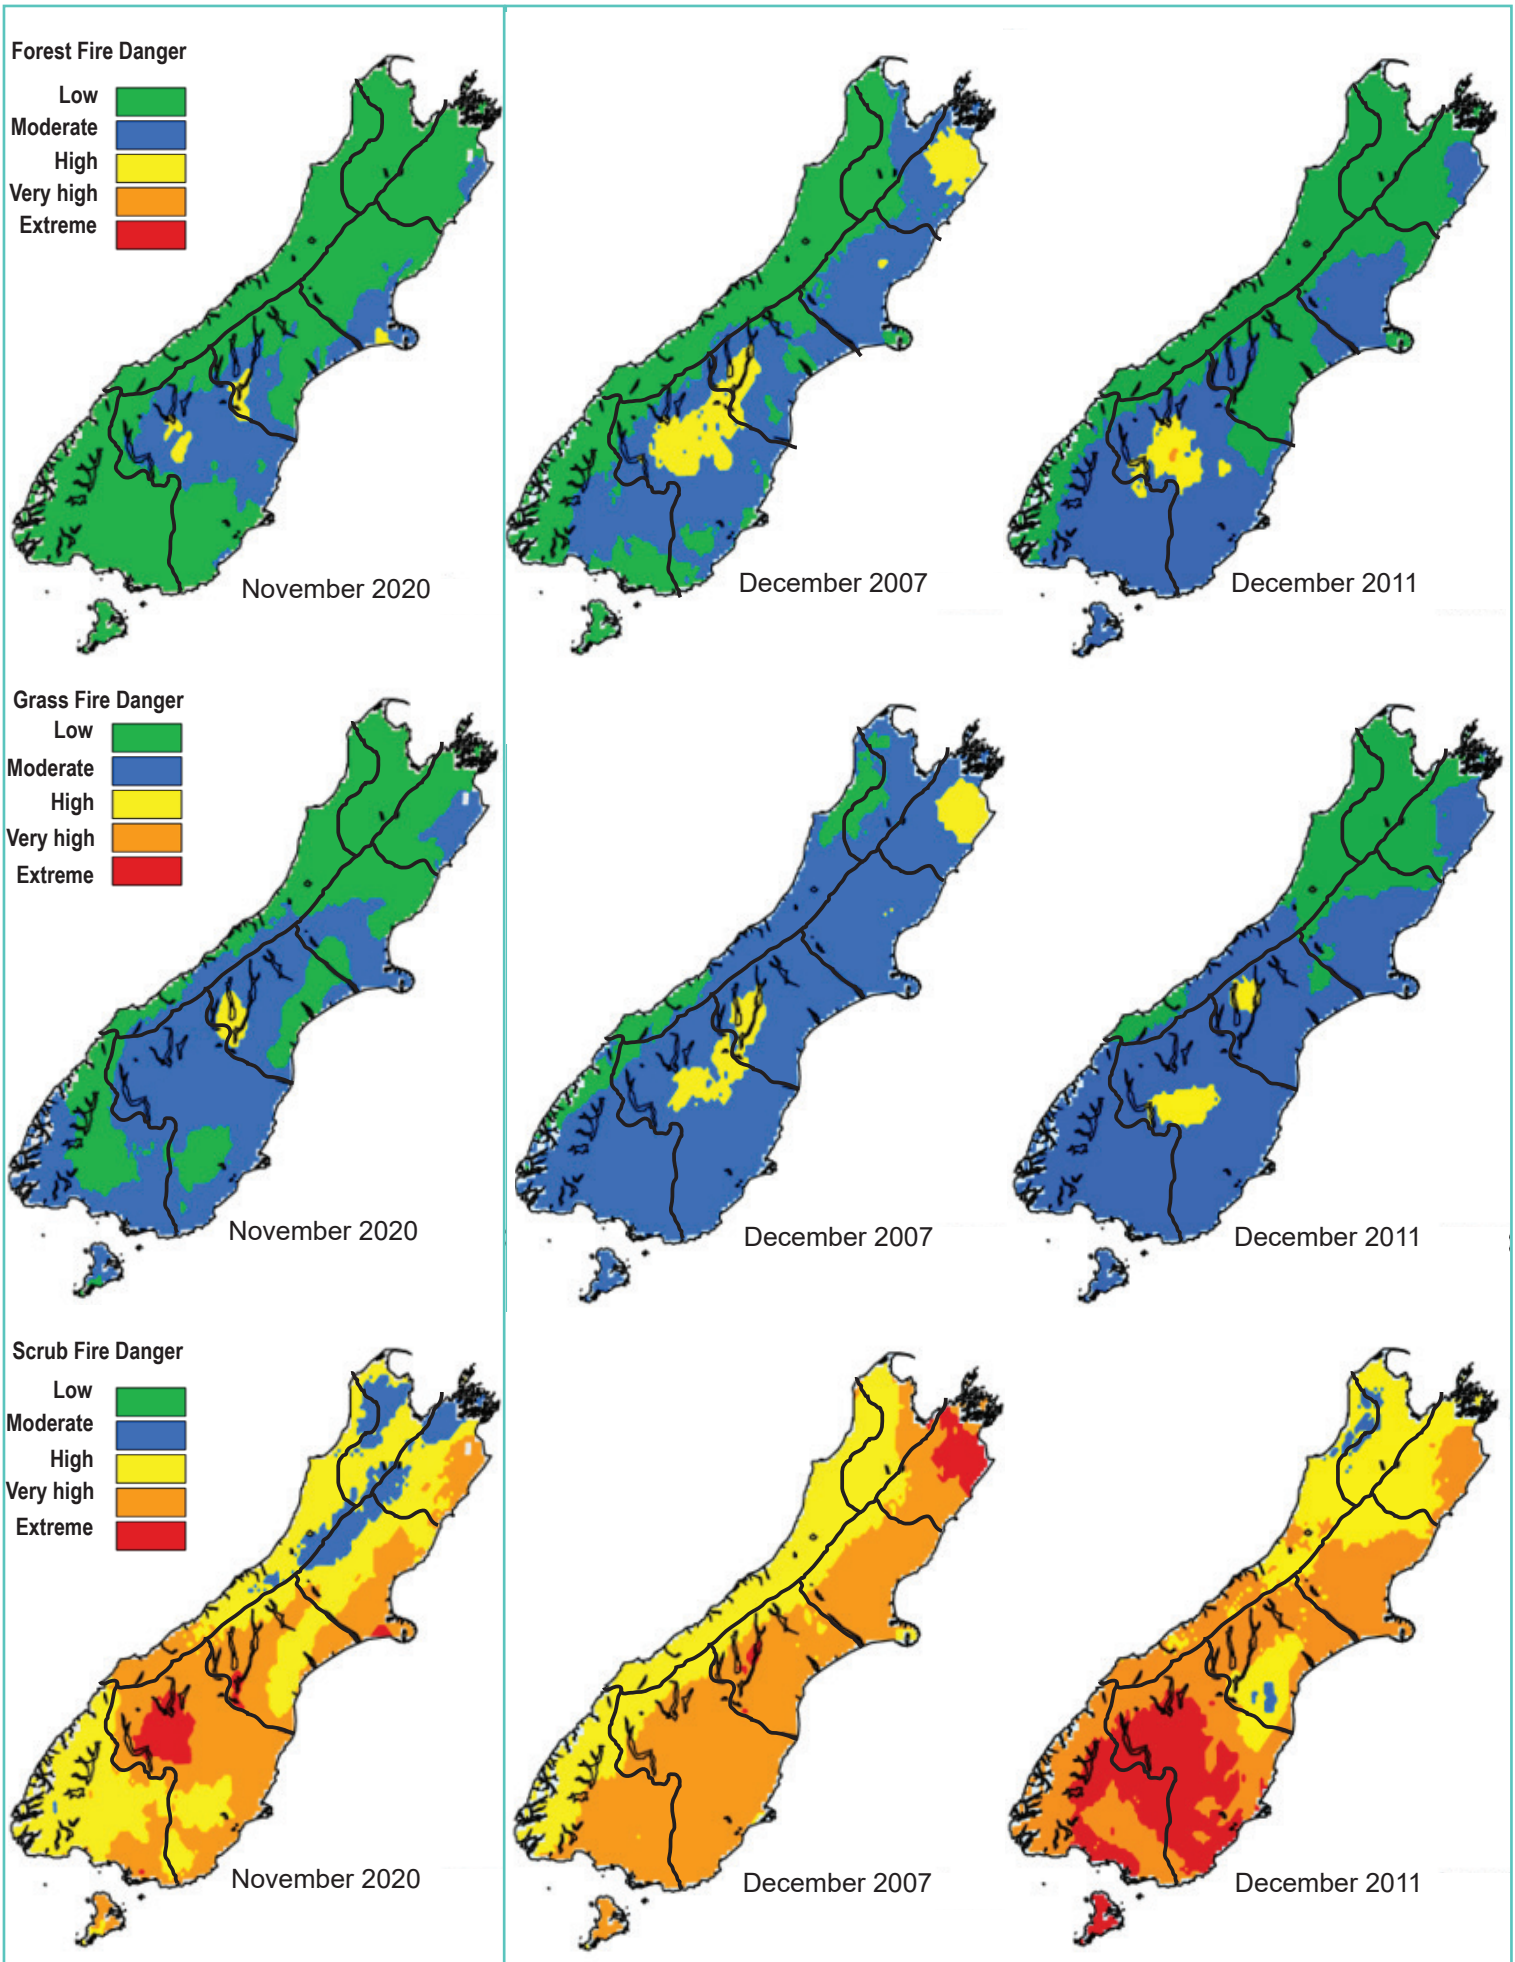 Forest Fire Danger
Low
Moderate
High
Very high
Extreme
November 2020
December 2007
December 2011
Grass Fire Danger
Low
Moderate
High
Very high
Extreme
November 2020
December 2007
December 2011
Scrub Fire Danger
Low
Moderate
High
Very high
Extreme
November 2020
December 2007
December 2011